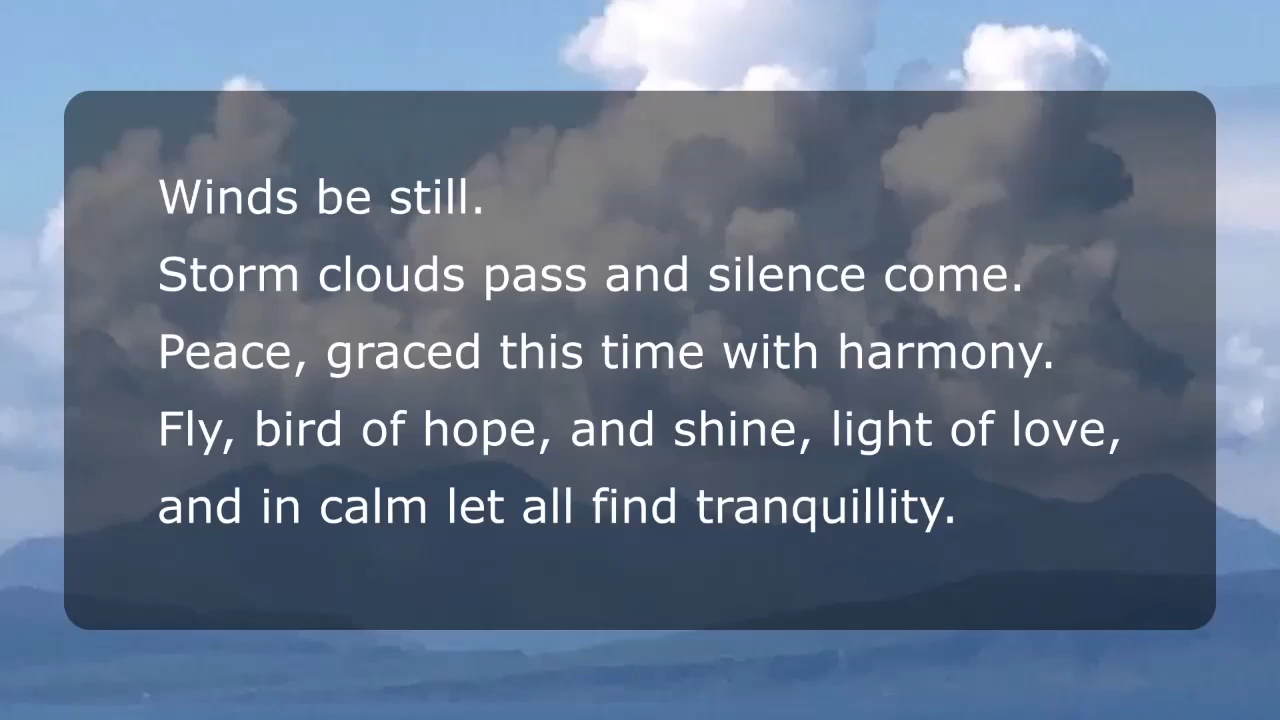 Winds be still.
Storm clouds pass and silence come.
Peace, graced this time with harmony.
Fly, bird of hope, and shine, light of love,
and in calm let all find tranquillity.